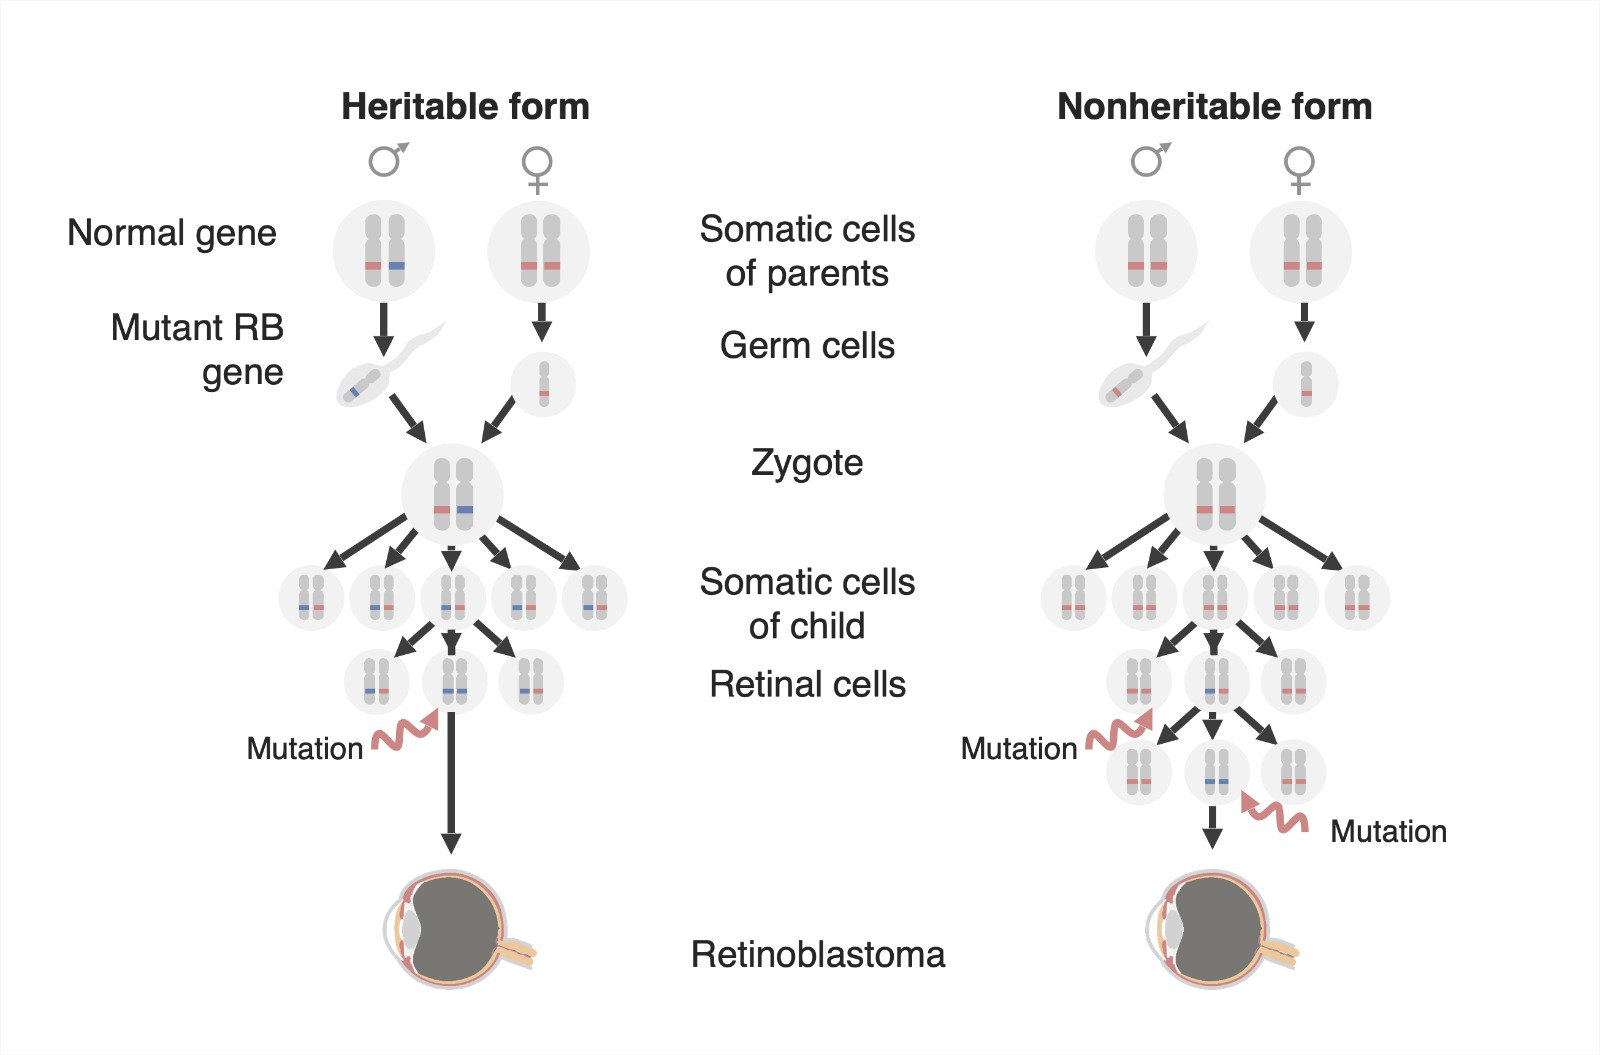 Heritable form
Nonheritable form
Normal gene
Somatic cells
of parents
Mutant RB
gene
Germ cells
Zygote
Somatic cells
of child
Retinal cells
Mutation
Mutation
Mutation
Retinoblastoma